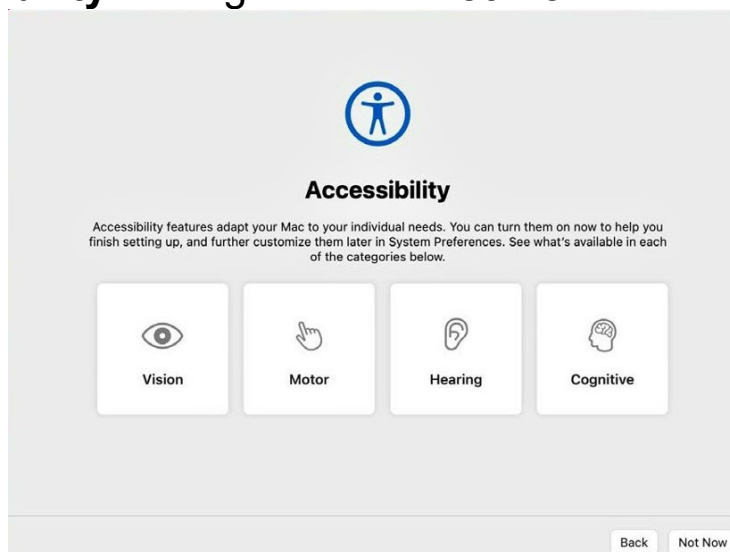 Accessibility
Accessibility features adapt your Mac to your individual needs. You can turn them on now to help you
finish setting up, and further customize them later in System Preferences. See what's available in each
of the categories below.
Vision
Motor
Hearing
Cognitive
Back
Not Now